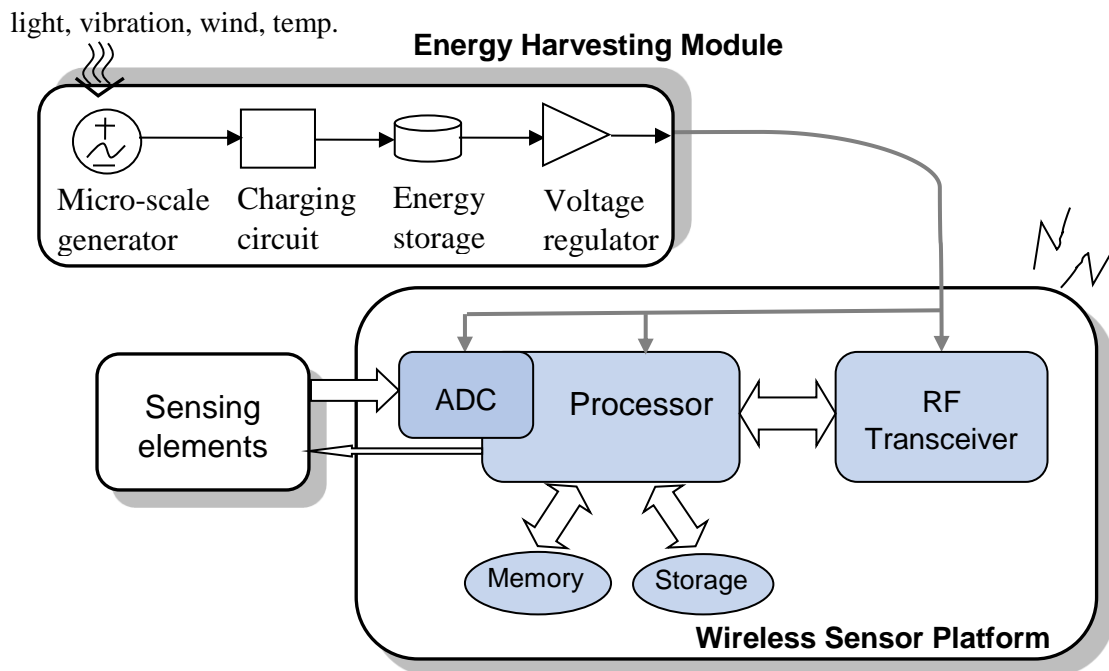 light, vibration, wind, temp.
Energy Harvesting Module
Micro-scale
generator
Charging
circuit
Energy
storage
Voltage
regulator
Sensing
elements
ADC
Processor
RF
Transceiver
Memory
Storage
Wireless Sensor Platform